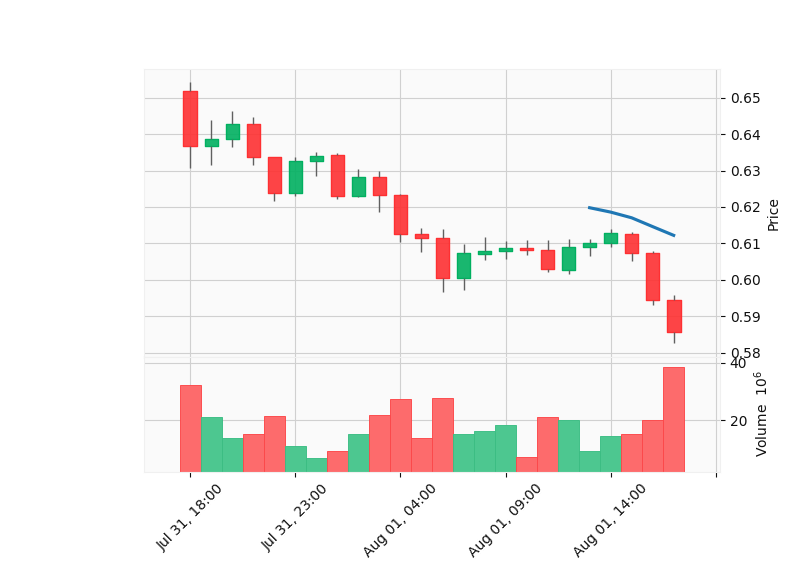 0.65
0.64
0.63
0.62
0.61
0.60
0.59
0.58
Price
40
20
Volume 10^6
Jul 31, 18:00
Jul 31, 23:00
Aug 01, 04:00
Aug 01, 09:00
Aug 01, 14:00